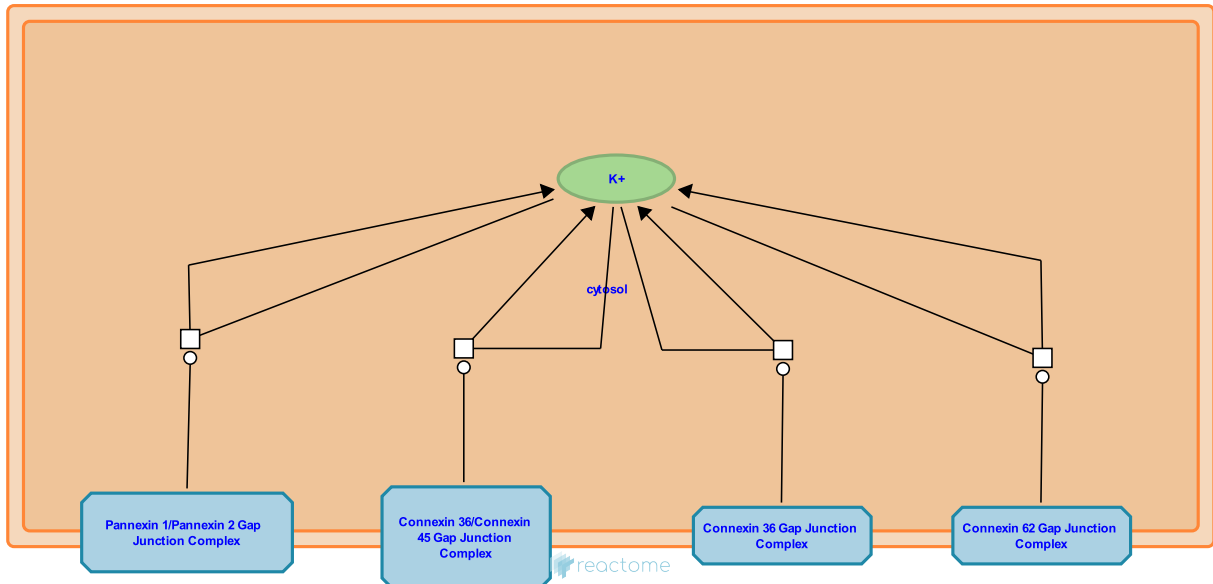 K+
cytosol
Pannexin 1/Pannexin 2 Gap
Junction Complex
Connexin 36/Connexin
45 Gap Junction
Complex
Connexin 36 Gap Junction
Complex
Connexin 62 Gap Junction
Complex
reactome